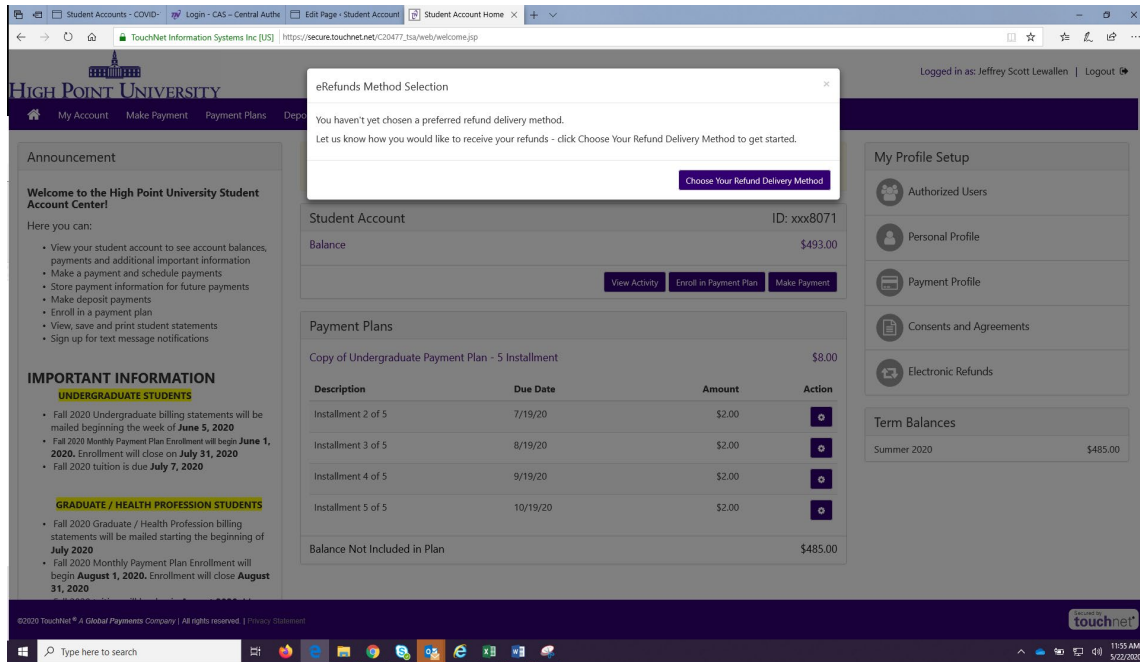 Student Accounts - COVID-
Login - CAS – Central Authe
Edit Page ‹ Student Account
Student Account Home
TouchNet Information Systems Inc [US]
https://secure.touchnet.net/C20477_tsa/web/welcome.jsp
HIGH POINT UNIVERSITY
Logged in as: Jeffrey Scott Lewallen | Logout
My Account
Make Payment
Payment Plans
Depo
eRefunds Method Selection
×
You haven't yet chosen a preferred refund delivery method.
Let us know how you would like to receive your refunds - click Choose Your Refund Delivery Method to get started.
Choose Your Refund Delivery Method
Announcement
Welcome to the High Point University Student
Account Center!
Here you can:
• View your student account to see account balances,
payments and additional important information
• Make a payment and schedule payments
• Store payment information for future payments
• Make deposit payments
• Enroll in a payment plan
• View, save and print student statements
• Sign up for text message notifications
IMPORTANT INFORMATION
UNDERGRADUATE STUDENTS
• Fall 2020 Undergraduate billing statements will be
mailed beginning the week of June 5, 2020
• Fall 2020 Monthly Payment Plan Enrollment will begin June 1,
2020. Enrollment will close on July 31, 2020
• Fall 2020 tuition is due July 7, 2020
GRADUATE / HEALTH PROFESSION STUDENTS
• Fall 2020 Graduate / Health Profession billing
statements will be mailed starting the beginning of
July 2020
• Fall 2020 Monthly Payment Plan Enrollment will
begin August 1, 2020. Enrollment will close August
31, 2020
Student Account
ID: xxx8071
Balance
$493.00
View Activity
Enroll in Payment Plan
Make Payment
Payment Plans
Copy of Undergraduate Payment Plan - 5 Installment
$8.00
Description Due Date Amount Action
Installment 2 of 5 7/19/20 $2.00
Installment 3 of 5 8/19/20 $2.00
Installment 4 of 5 9/19/20 $2.00
Installment 5 of 5 10/19/20 $2.00
Balance Not Included in Plan $485.00
My Profile Setup
Authorized Users
Personal Profile
Payment Profile
Consents and Agreements
Electronic Refunds
Term Balances
Summer 2020 $485.00
©2020 TouchNet® A Global Payments Company | All rights reserved. | Privacy Statement
Secured by
touchnet
Type here to search
11:55 AM
5/22/2020